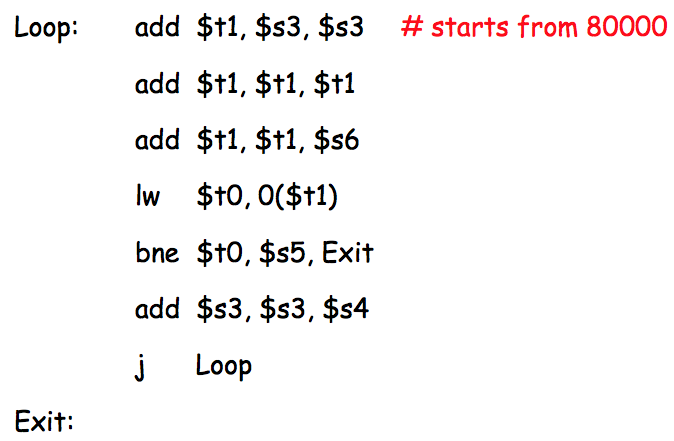 Loop: add $t1, $s3, $s3 # starts from 80000
add $t1, $t1, $t1
add $t1, $t1, $s6
lw $t0, 0($t1)
bne $t0, $s5, Exit
add $s3, $s3, $s4
j Loop
Exit: